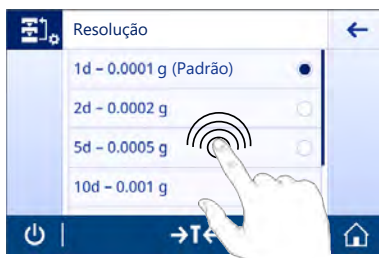 Resolução
1d – 0.0001 g (Padrão)
2d – 0.0002 g
5d – 0.0005 g
10d – 0.001 g
→T←